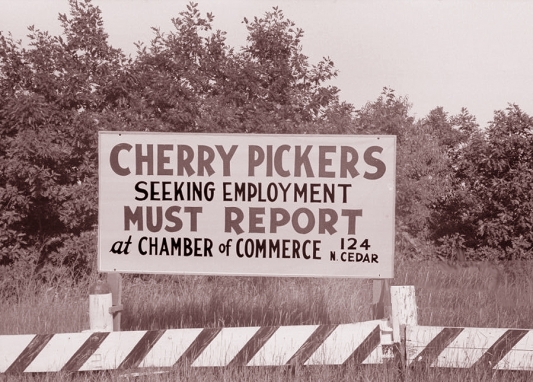 CHERRY PICKERS
SEEKING EMPLOYMENT
MUST REPORT
at CHAMBER of COMMERCE 124 N. CEDAR